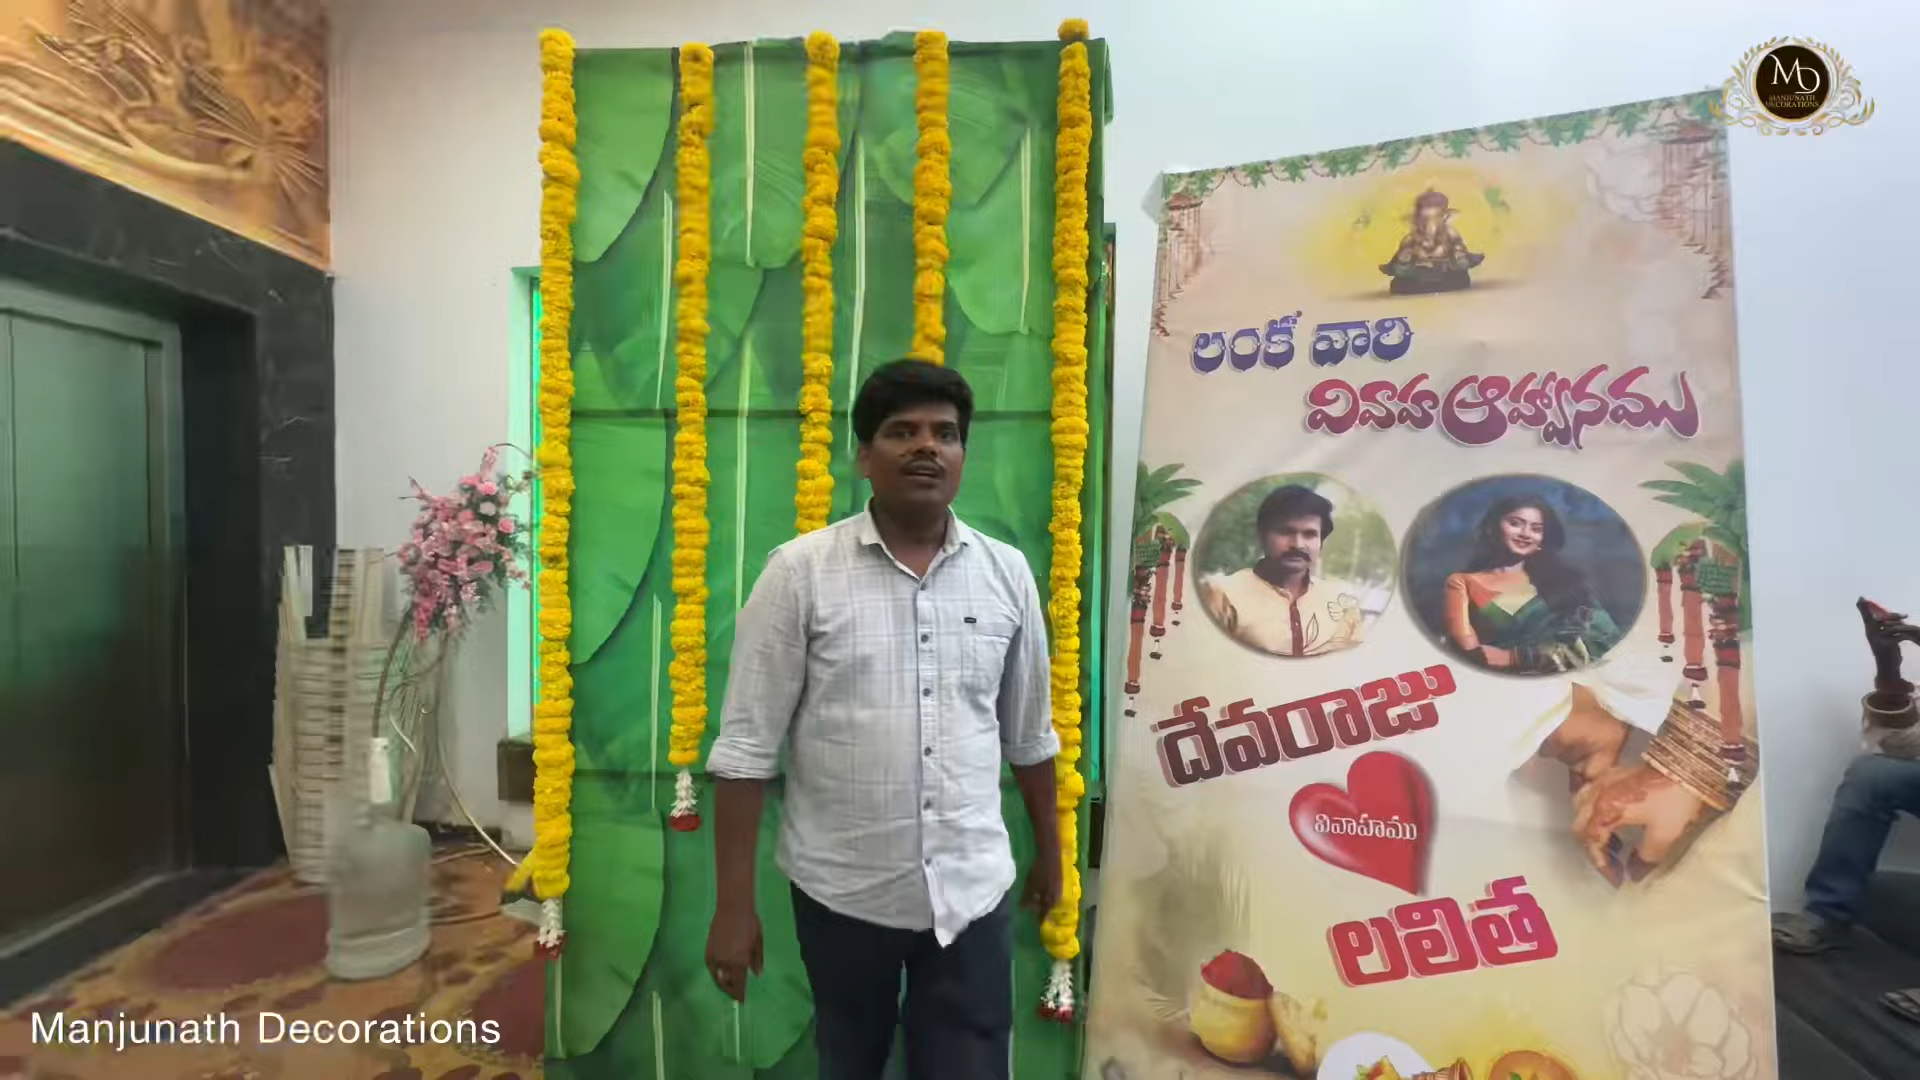 MD
MANJUNATH
DECORATIONS
లంక వారి
వివాహ ఆహ్వానము
దేవరాజు
వివాహము
లలిత
Manjunath Decorations